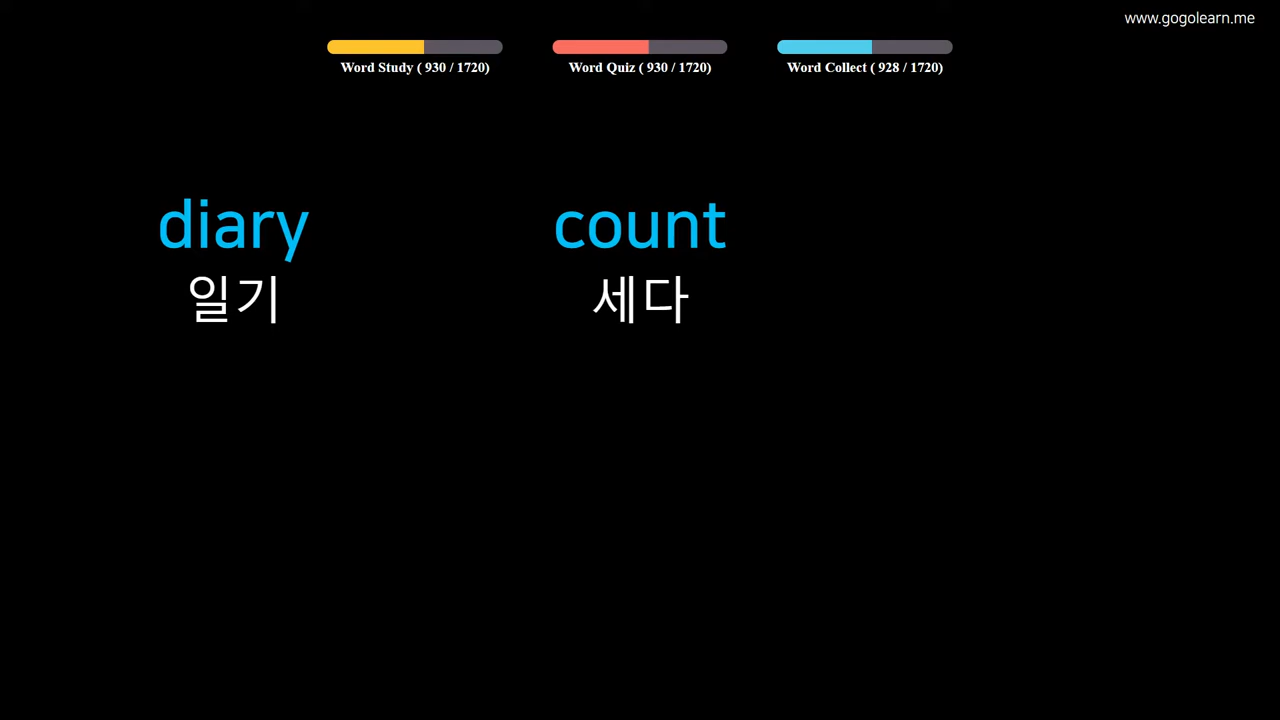 www.gogolearn.me
Word Study ( 930 / 1720)
Word Quiz ( 930 / 1720)
Word Collect ( 928 / 1720)
diary
일기
count
세다